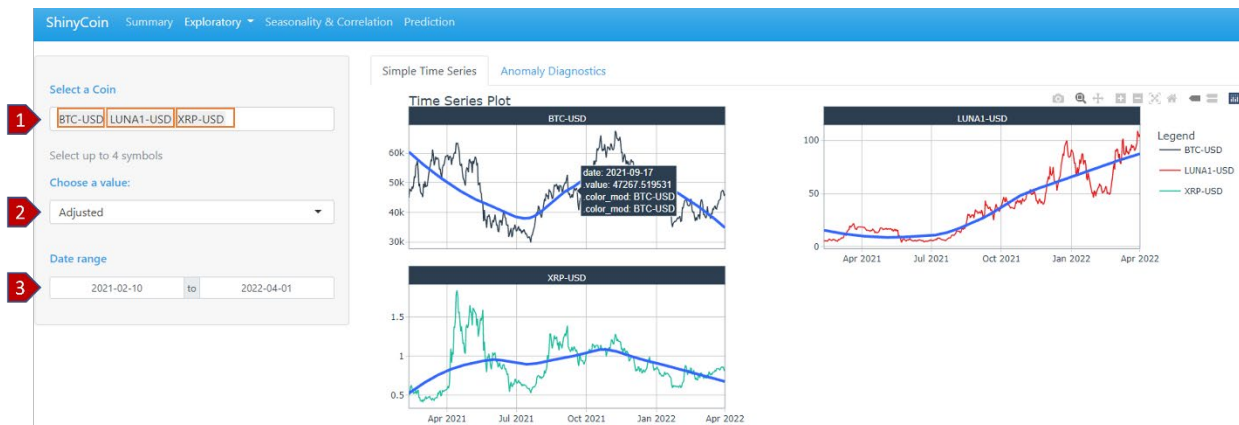 ShinyCoin Summary Exploratory Seasonality & Correlation Prediction
Simple Time Series Anomaly Diagnostics
Select a Coin
1
BTC-USD LUNA1-USD XRP-USD
Select up to 4 symbols
Choose a value:
2
Adjusted
Date range
3
2021-02-10 to 2022-04-01
Time Series Plot
BTC-USD
60k
50k
40k
30k
date: 2021-09-17
.value: 47267.519531
.color_mod: BTC-USD
.color_mod: BTC-USD
LUNA1-USD
100
50
0
Apr 2021 Jul 2021 Oct 2021 Jan 2022 Apr 2022
Legend
BTC-USD
LUNA1-USD
XRP-USD
XRP-USD
1.5
1
0.5
Apr 2021 Jul 2021 Oct 2021 Jan 2022 Apr 2022